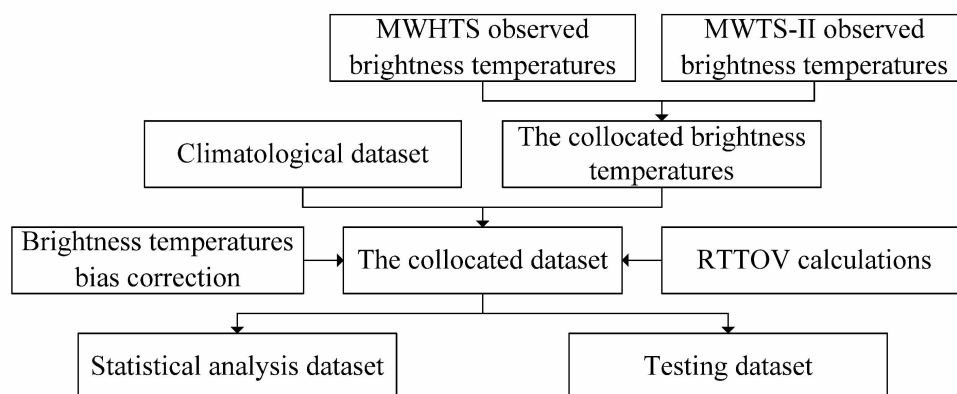 MWHTS observed
brightness temperatures
MWTS-II observed
brightness temperatures
Climatological dataset
The collocated brightness
temperatures
Brightness temperatures
bias correction
The collocated dataset
RTTOV calculations
Statistical analysis dataset
Testing dataset